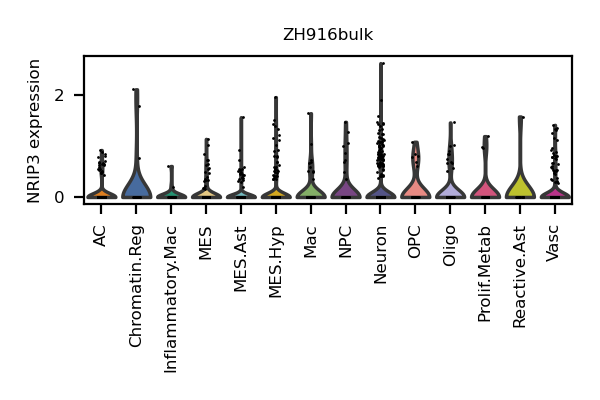 ZH916bulk
NRIP3 expression
2
0
AC
Chromatin.Reg
Inflammatory.Mac
MES
MES.Ast
MES.Hyp
Mac
NPC
Neuron
OPC
Oligo
Prolif.Metab
Reactive.Ast
Vasc